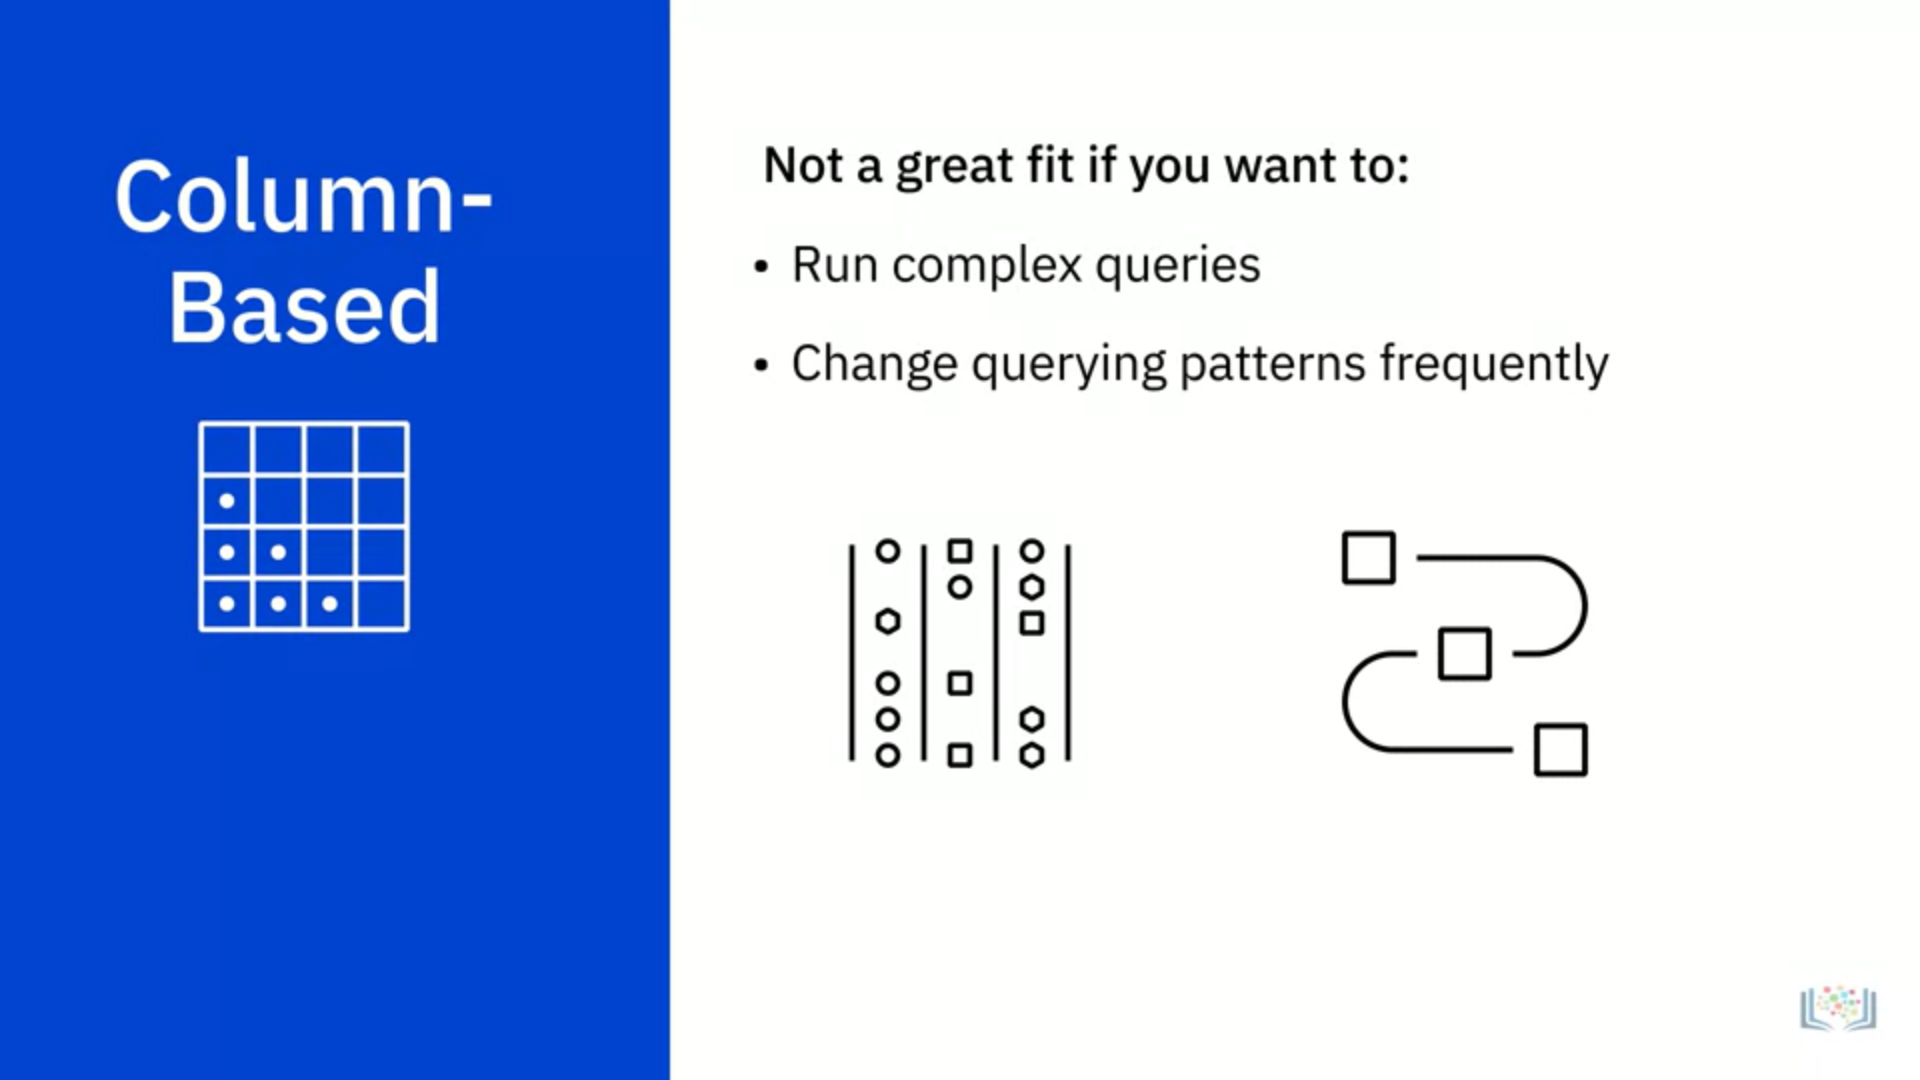 Column-
Based
Not a great fit if you want to:
• Run complex queries
• Change querying patterns frequently